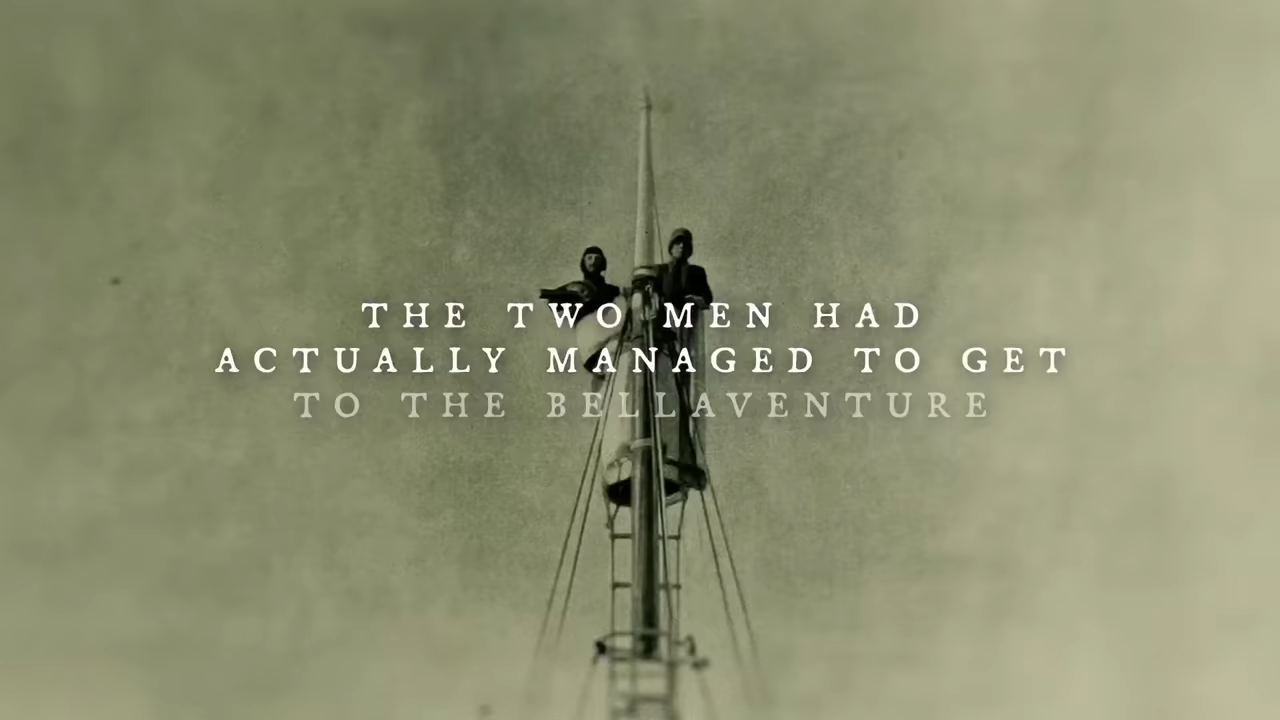 THE TWO MEN HAD
ACTUALLY MANAGED TO GET
TO THE BELLAVENTURE